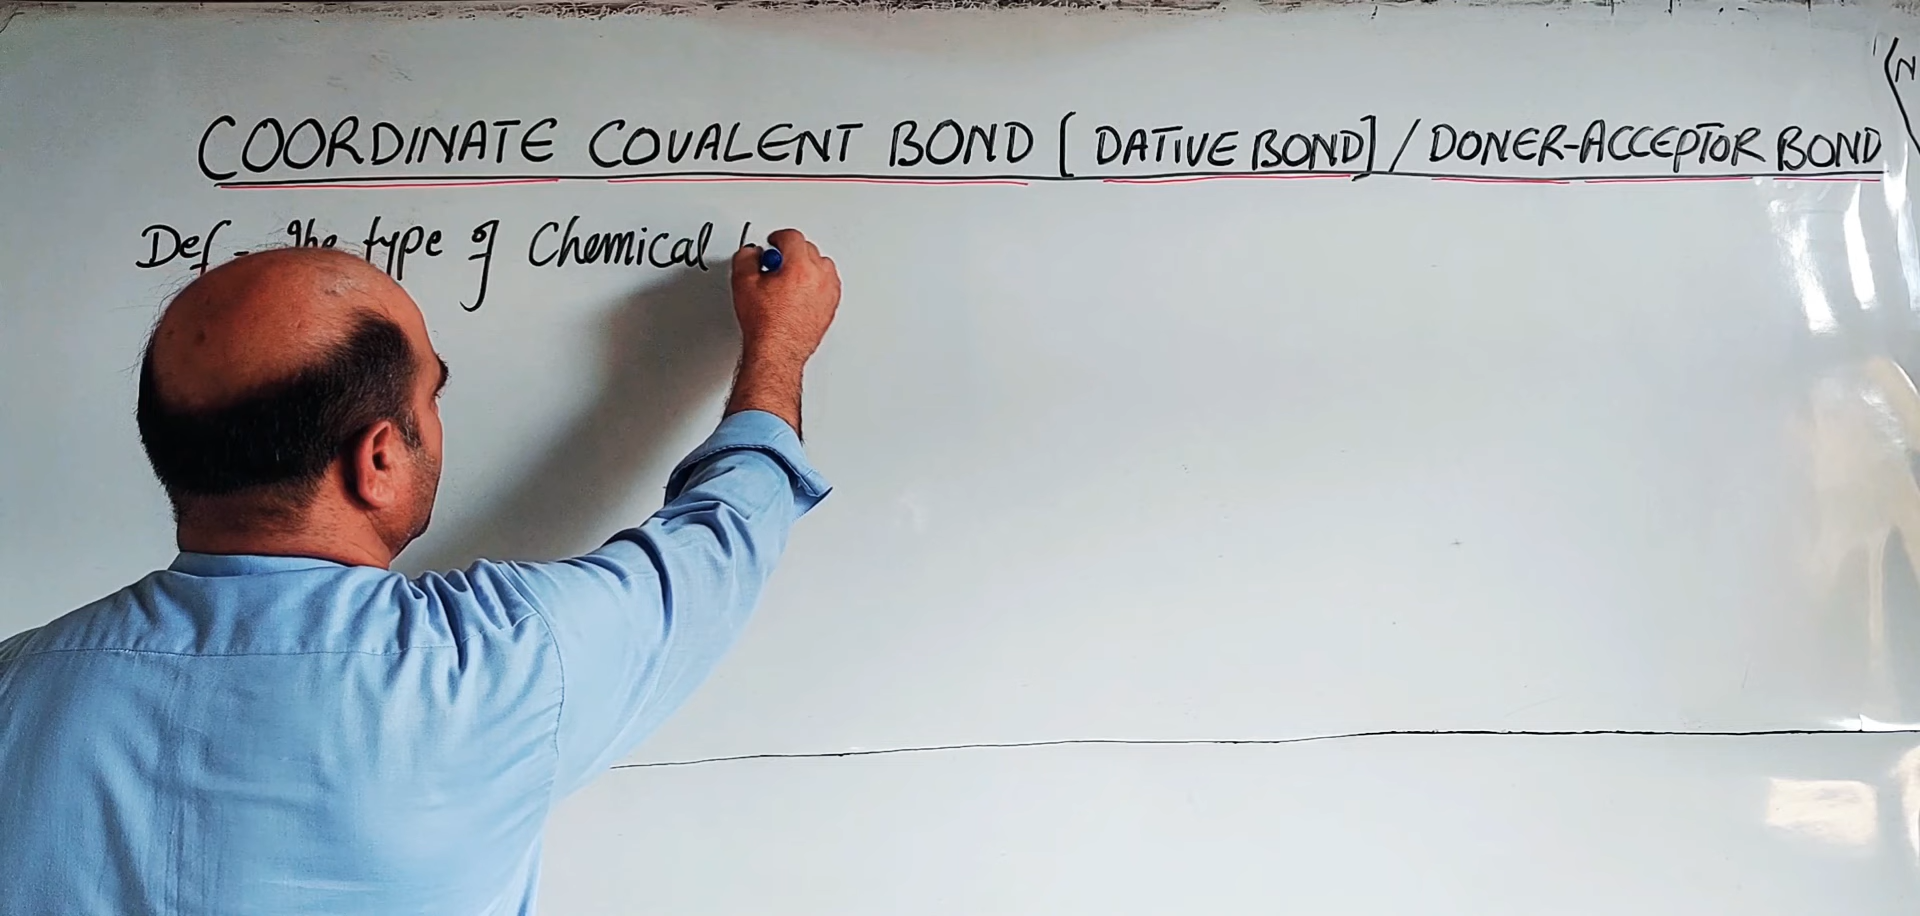 COORDINATE COVALENT BOND [DATIVE BOND] / DONER-ACCEPTOR BOND
Def - The type of Chemical